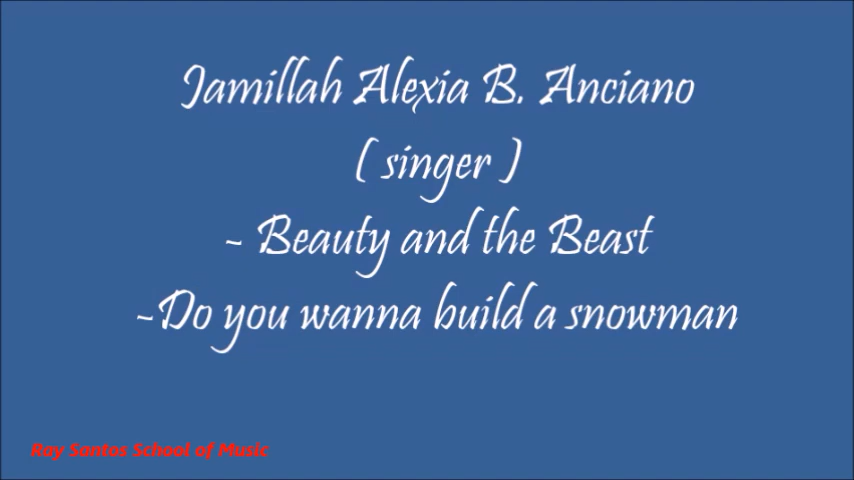 Jamillah Alexia B. Anciano
( singer )
- Beauty and the Beast
-Do you wanna build a snowman
Ray Santos School of Music